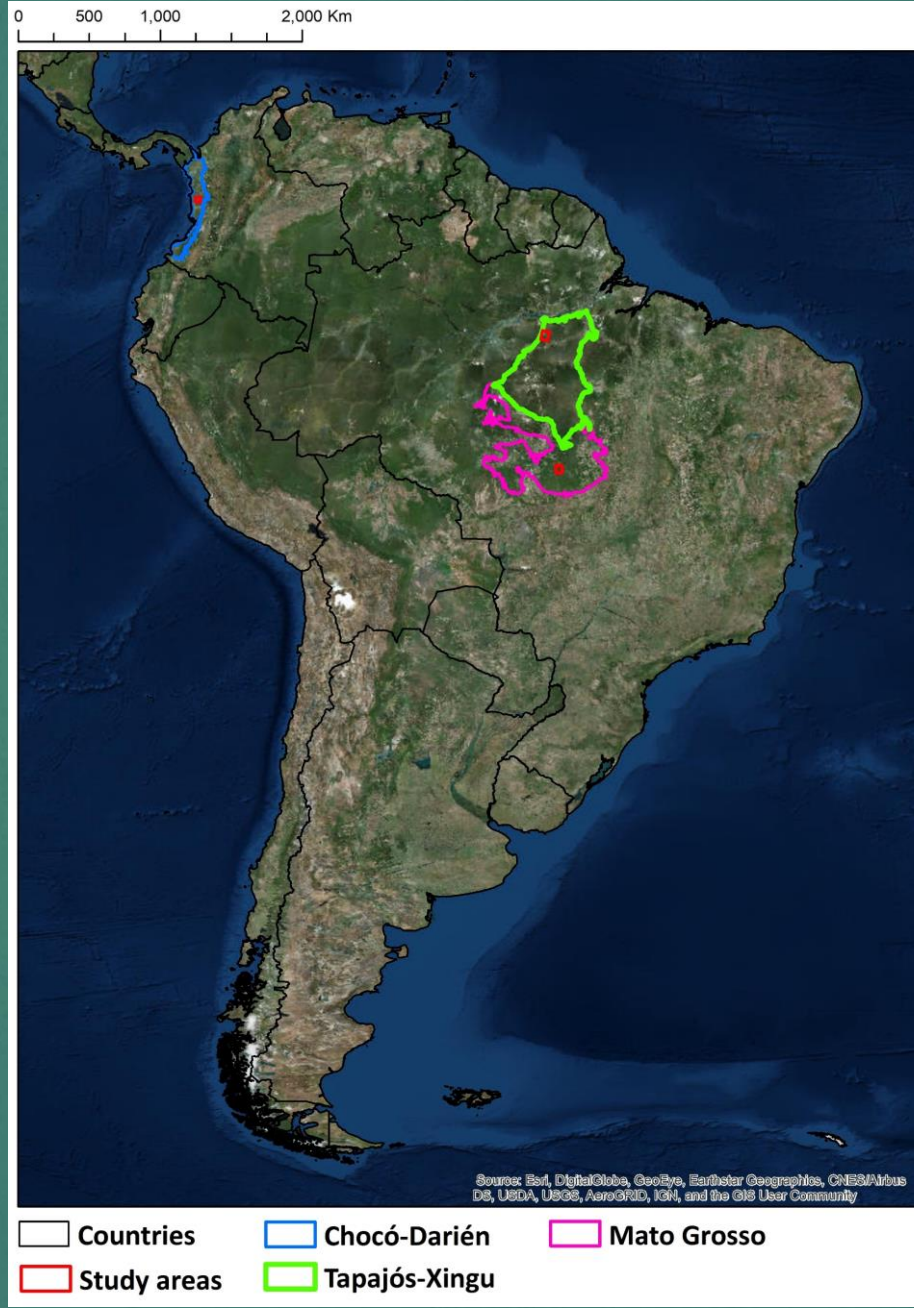 0 500 1,000 2,000 Km
Source: Esri, DigitalGlobe, GeoEye, Earthstar Geographics, CNES/Airbus
DS, USDA, USGS, AeroGRID, IGN, and the GIS User Community
Countries Chocó-Darién Mato Grosso
Study areas Tapajós-Xingu